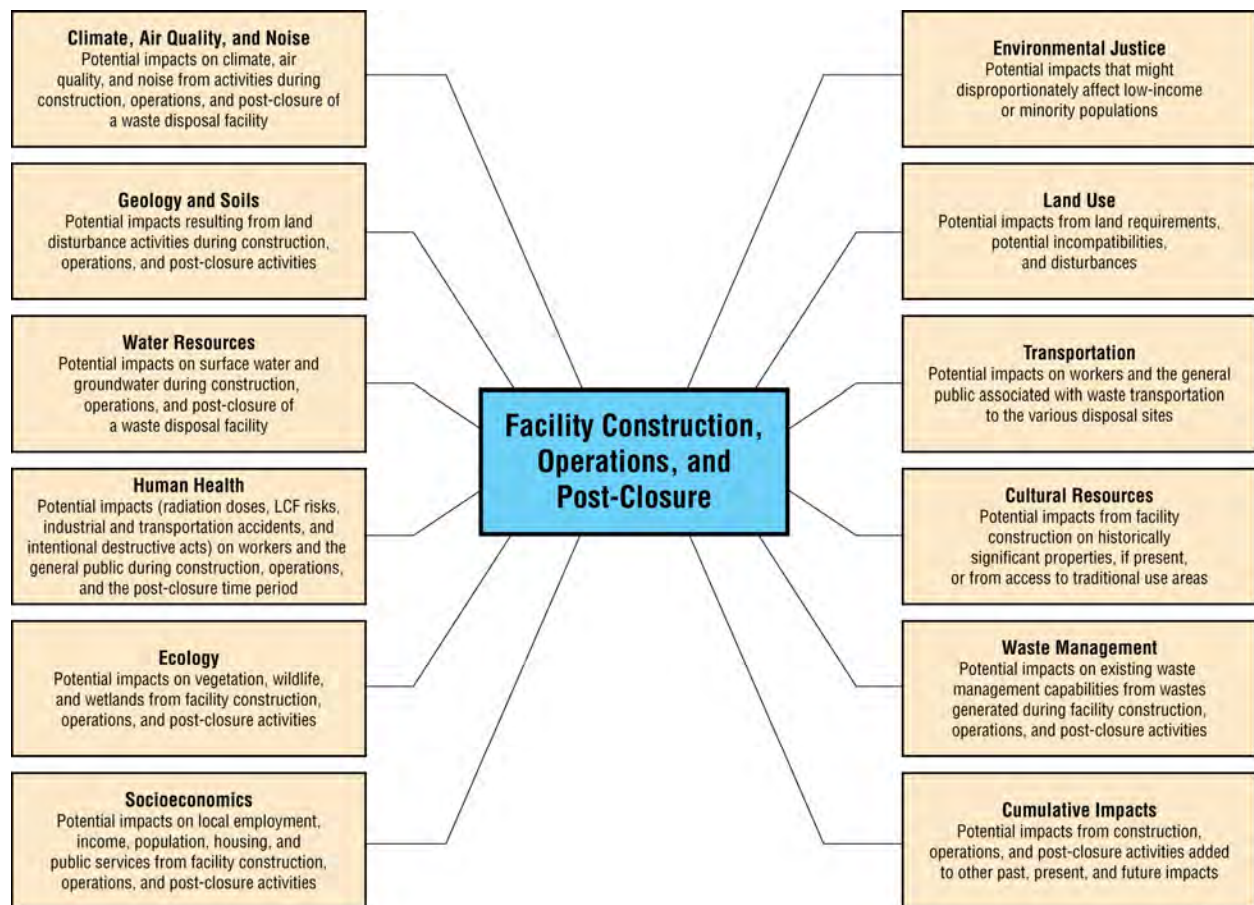 Climate, Air Quality, and Noise
Potential impacts on climate, air
quality, and noise from activities during
construction, operations, and post-closure of
a waste disposal facility
Geology and Soils
Potential impacts resulting from land
disturbance activities during construction,
operations, and post-closure activities
Water Resources
Potential impacts on surface water and
groundwater during construction,
operations, and post-closure of
a waste disposal facility
Human Health
Potential impacts (radiation doses, LCF risks,
industrial and transportation accidents, and
intentional destructive acts) on workers and the
general public during construction, operations,
and the post-closure time period
Ecology
Potential impacts on vegetation, wildlife,
and wetlands from facility construction,
operations, and post-closure activities
Socioeconomics
Potential impacts on local employment,
income, population, housing, and
public services from facility construction,
operations, and post-closure activities
Facility Construction,
Operations, and
Post-Closure
Environmental Justice
Potential impacts that might
disproportionately affect low-income
or minority populations
Land Use
Potential impacts from land requirements,
potential incompatibilities,
and disturbances
Transportation
Potential impacts on workers and the general
public associated with waste transportation
to the various disposal sites
Cultural Resources
Potential impacts from facility
construction on historically
significant properties, if present,
or from access to traditional use areas
Waste Management
Potential impacts on existing waste
management capabilities from wastes
generated during facility construction,
operations, and post-closure activities
Cumulative Impacts
Potential impacts from construction,
operations, and post-closure activities added
to other past, present, and future impacts